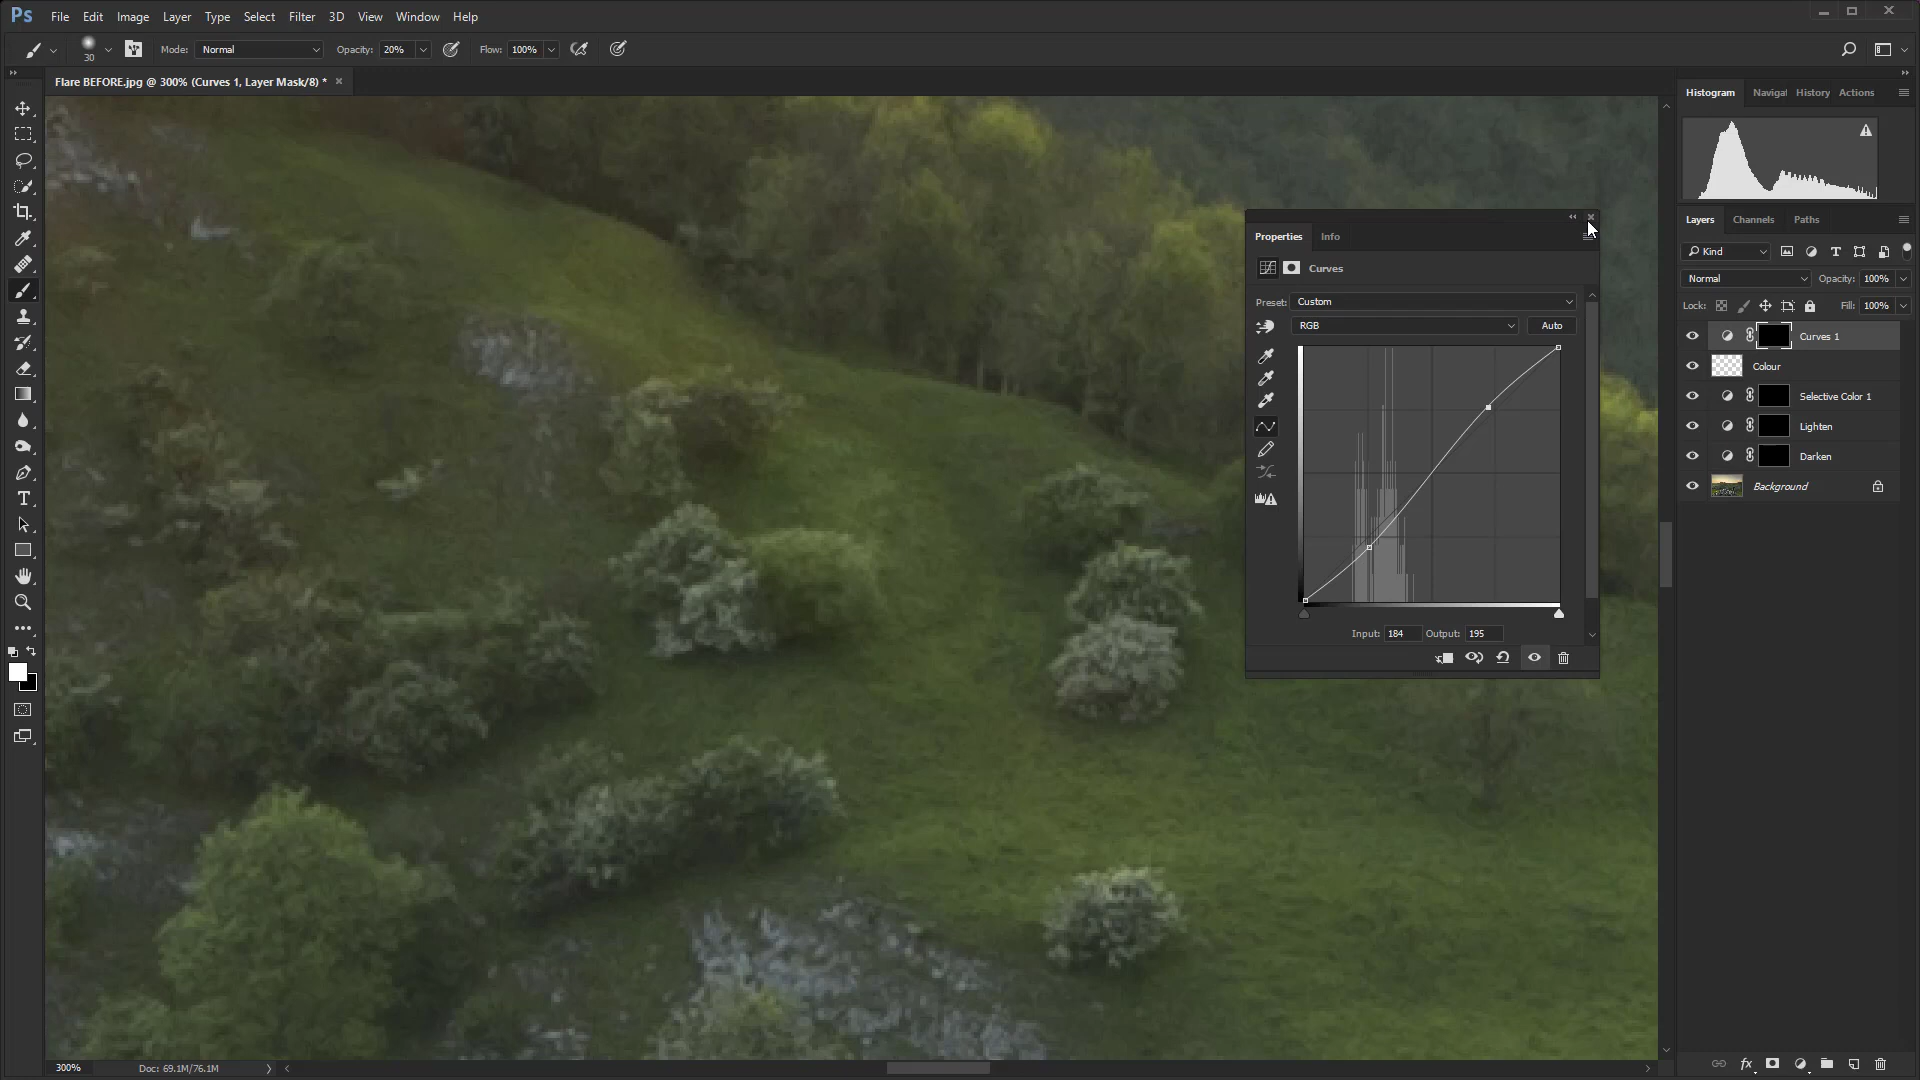 Ps File Edit Image Layer Type Select Filter 3D View Window Help
30 Mode: Normal Opacity: 20% Flow: 100%
Flare BEFORE.jpg @ 300% (Curves 1, Layer Mask/8) *
Histogram Navigat History Actions
Layers Channels Paths
Kind
Normal Opacity: 100%
Lock: Fill: 100%
Curves 1
Colour
Selective Color 1
Lighten
Darken
Background
Properties Info
Curves
Preset: Custom
RGB Auto
Input: 184 Output: 195
300% Doc: 69.1M/76.1M